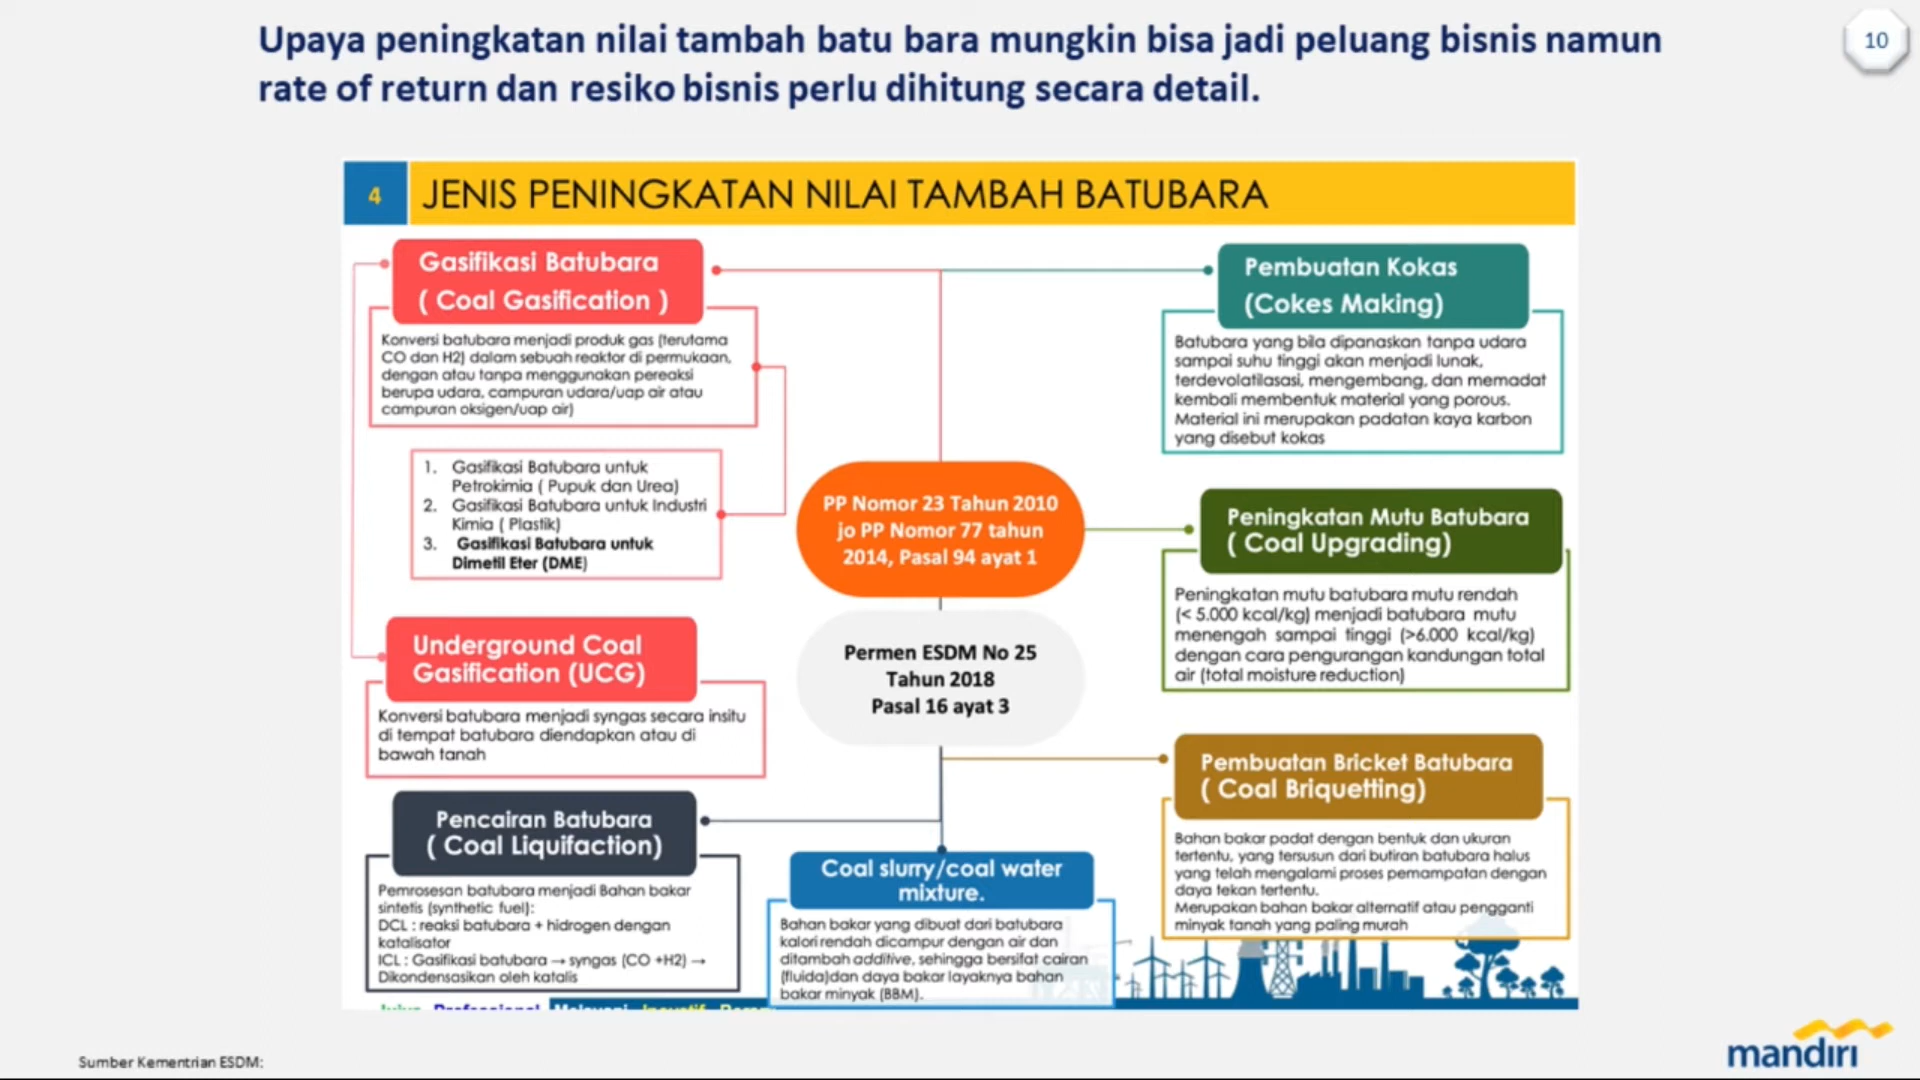 Upaya peningkatan nilai tambah batu bara mungkin bisa jadi peluang bisnis namun
rate of return dan resiko bisnis perlu dihitung secara detail.
10
4
JENIS PENINGKATAN NILAI TAMBAH BATUBARA
Gasifikasi Batubara
( Coal Gasification )
Konversi batubara menjadi produk gas (terutama
CO dan H2) dalam sebuah reaktor di permukaan,
dengan atau tanpa menggunakan pereaksi
berupa udara, campuran udara/uap air atau
campuran oksigen/uap air)
1. Gasifikasi Batubara untuk
Petrokimia ( Pupuk dan Urea)
2. Gasifikasi Batubara untuk Industri
Kimia ( Plastik)
3. Gasifikasi Batubara untuk
Dimetil Eter (DME)
Underground Coal
Gasification (UCG)
Konversi batubara menjadi syngas secara insitu
di tempat batubara diendapkan atau di
bawah tanah
Pencairan Batubara
( Coal Liquifaction)
Pemrosesan batubara menjadi Bahan bakar
sintetis (synthetic fuel):
DCL : reaksi batubara + hidrogen dengan
katalisator
ICL : Gasifikasi batubara → syngas (CO +H2) →
Dikondensasikan oleh katalis
PP Nomor 23 Tahun 2010
jo PP Nomor 77 tahun
2014, Pasal 94 ayat 1
Permen ESDM No 25
Tahun 2018
Pasal 16 ayat 3
Coal slurry/coal water
mixture.
Bahan bakar yang dibuat dari batubara
kalori rendah dicampur dengan air dan
ditambah additive, sehingga bersifat cairan
(fluida)dan daya bakar layaknya bahan
bakar minyak (BBM).
Pembuatan Kokas
(Cokes Making)
Batubara yang bila dipanaskan tanpa udara
sampai suhu tinggi akan menjadi lunak,
terdevolatilasasi, mengembang, dan memadat
kembali membentuk material yang porous.
Material ini merupakan padatan kaya karbon
yang disebut kokas
Peningkatan Mutu Batubara
( Coal Upgrading)
Peningkatan mutu batubara mutu rendah
(< 5.000 kcal/kg) menjadi batubara mutu
menengah sampai tinggi (>6.000 kcal/kg)
dengan cara pengurangan kandungan total
air (total moisture reduction)
Pembuatan Bricket Batubara
( Coal Briquetting)
Bahan bakar padat dengan bentuk dan ukuran
tertentu, yang tersusun dari butiran batubara halus
yang telah mengalami proses pemampatan dengan
daya tekan tertentu.
Merupakan bahan bakar alternatif atau pengganti
minyak tanah yang paling murah
Professional Melayani Inovatif
Sumber Kementrian ESDM:
mandiri